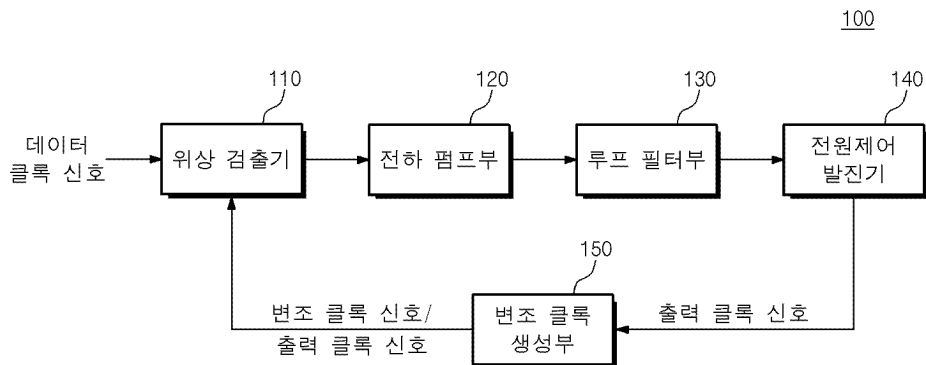 100
110
120
130
140
데이터
클록 신호
위상 검출기
전하 펌프부
루프 필터부
전원제어
발진기
150
변조 클록 신호/
출력 클록 신호
변조 클록
생성부
출력 클록 신호